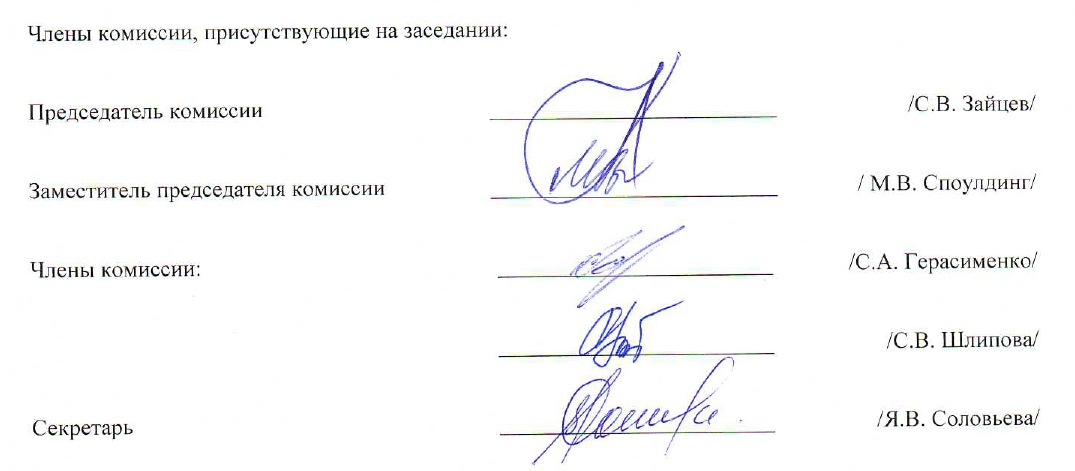 Члены комиссии, присутствующие на заседании:
Председатель комиссии /С.В. Зайцев/
Заместитель председателя комиссии / М.В. Споулдинг/
Члены комиссии: /С.А. Герасименко/
/С.В. Шлипова/
Секретарь /Я.В. Соловьева/